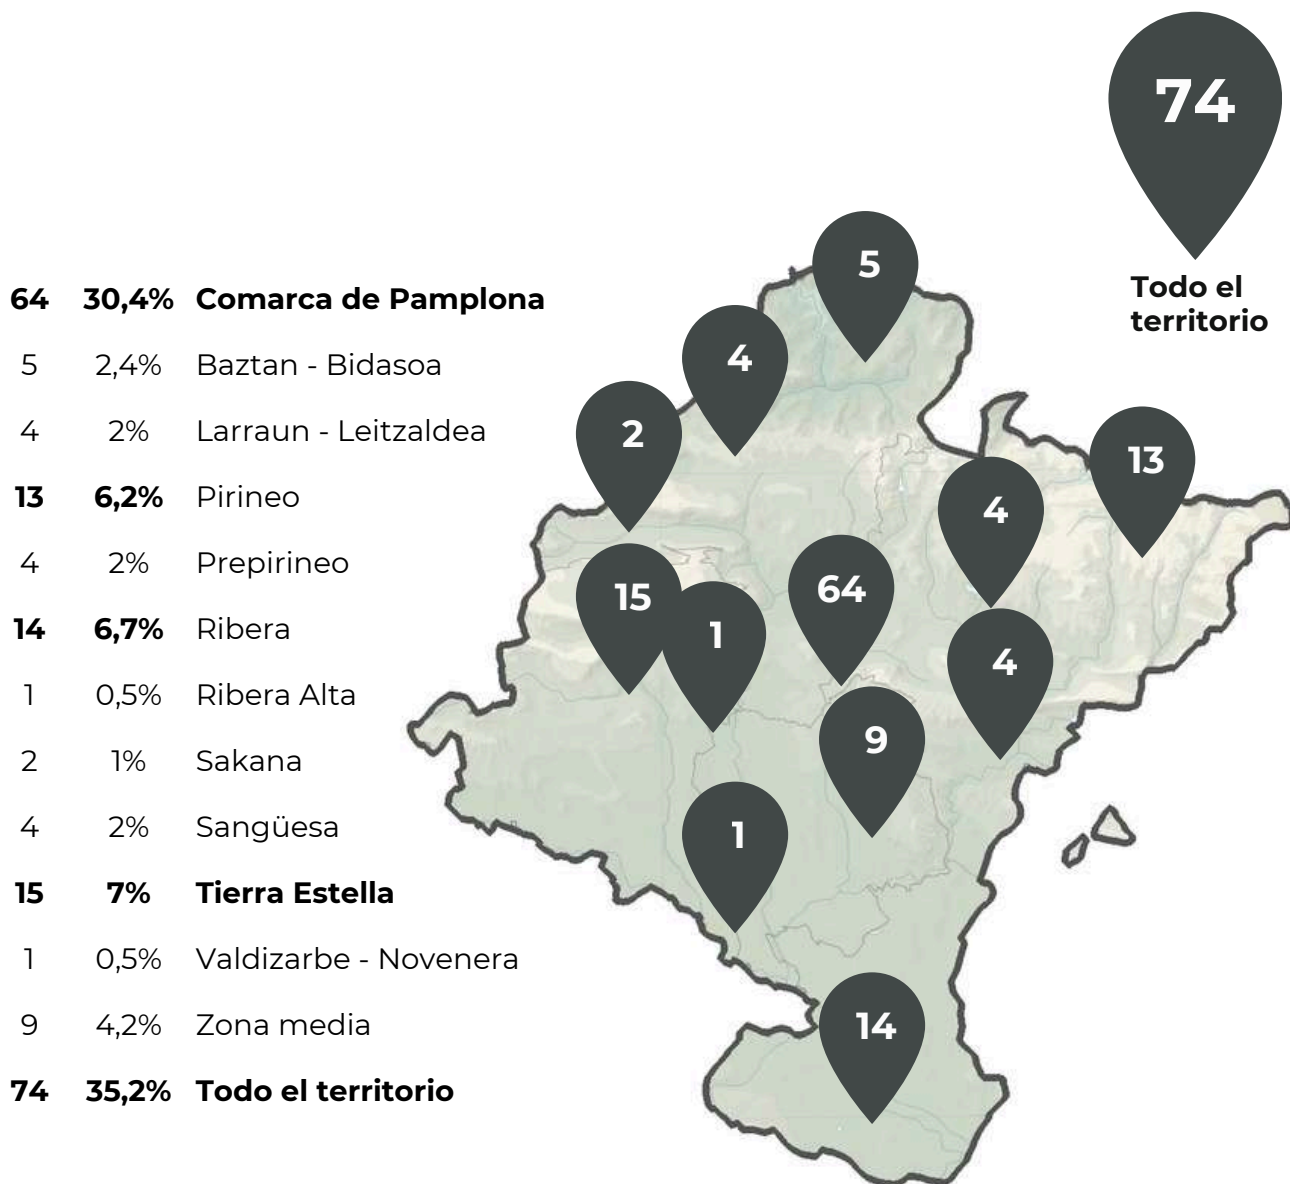 74
Todo el
territorio
64 30,4% Comarca de Pamplona
5 2,4% Baztan - Bidasoa
4 2% Larraun - Leitzaldea
13 6,2% Pirineo
4 2% Prepirineo
14 6,7% Ribera
1 0,5% Ribera Alta
2 1% Sakana
4 2% Sangüesa
15 7% Tierra Estella
1 0,5% Valdizarbe - Novenera
9 4,2% Zona media
74 35,2% Todo el territorio
5
4
2
13
4
15
64
1
4
9
1
14